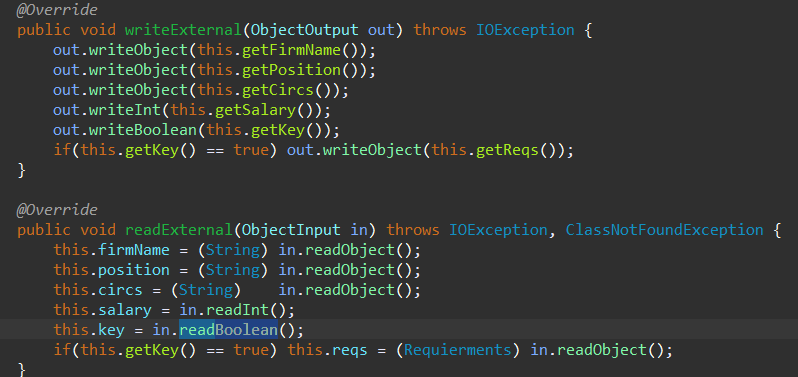 @Override
public void writeExternal(ObjectOutput out) throws IOException {
out.writeObject(this.getFirmName());
out.writeObject(this.getPosition());
out.writeObject(this.getCircs());
out.writeInt(this.getSalary());
out.writeBoolean(this.getKey());
if(this.getKey() == true) out.writeObject(this.getReqs());
}
@Override
public void readExternal(ObjectInput in) throws IOException, ClassNotFoundException {
this.firmName = (String) in.readObject();
this.position = (String) in.readObject();
this.circs = (String)    in.readObject();
this.salary = in.readInt();
this.key = in.readBoolean();
if(this.getKey() == true) this.reqs = (Requierments) in.readObject();
}